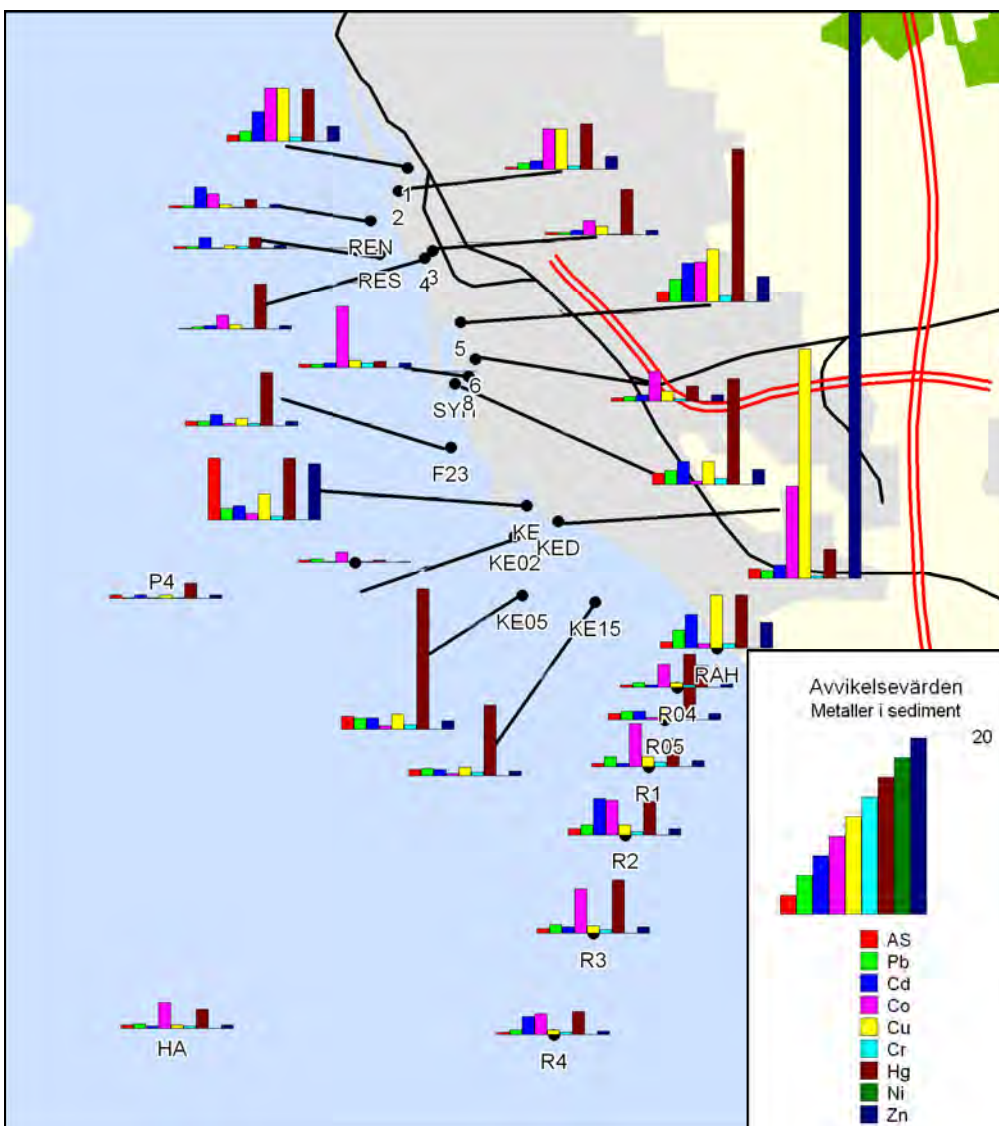 1
2
REN
RES
3
4
5
6
SYH
8
F23
KE
KED
KE02
P4
KE05
KE15
RAH
R04
R05
R1
R2
R3
R4
HA
Avvikelsevärden
Metaller i sediment
20
AS
Pb
Cd
Co
Cu
Cr
Hg
Ni
Zn